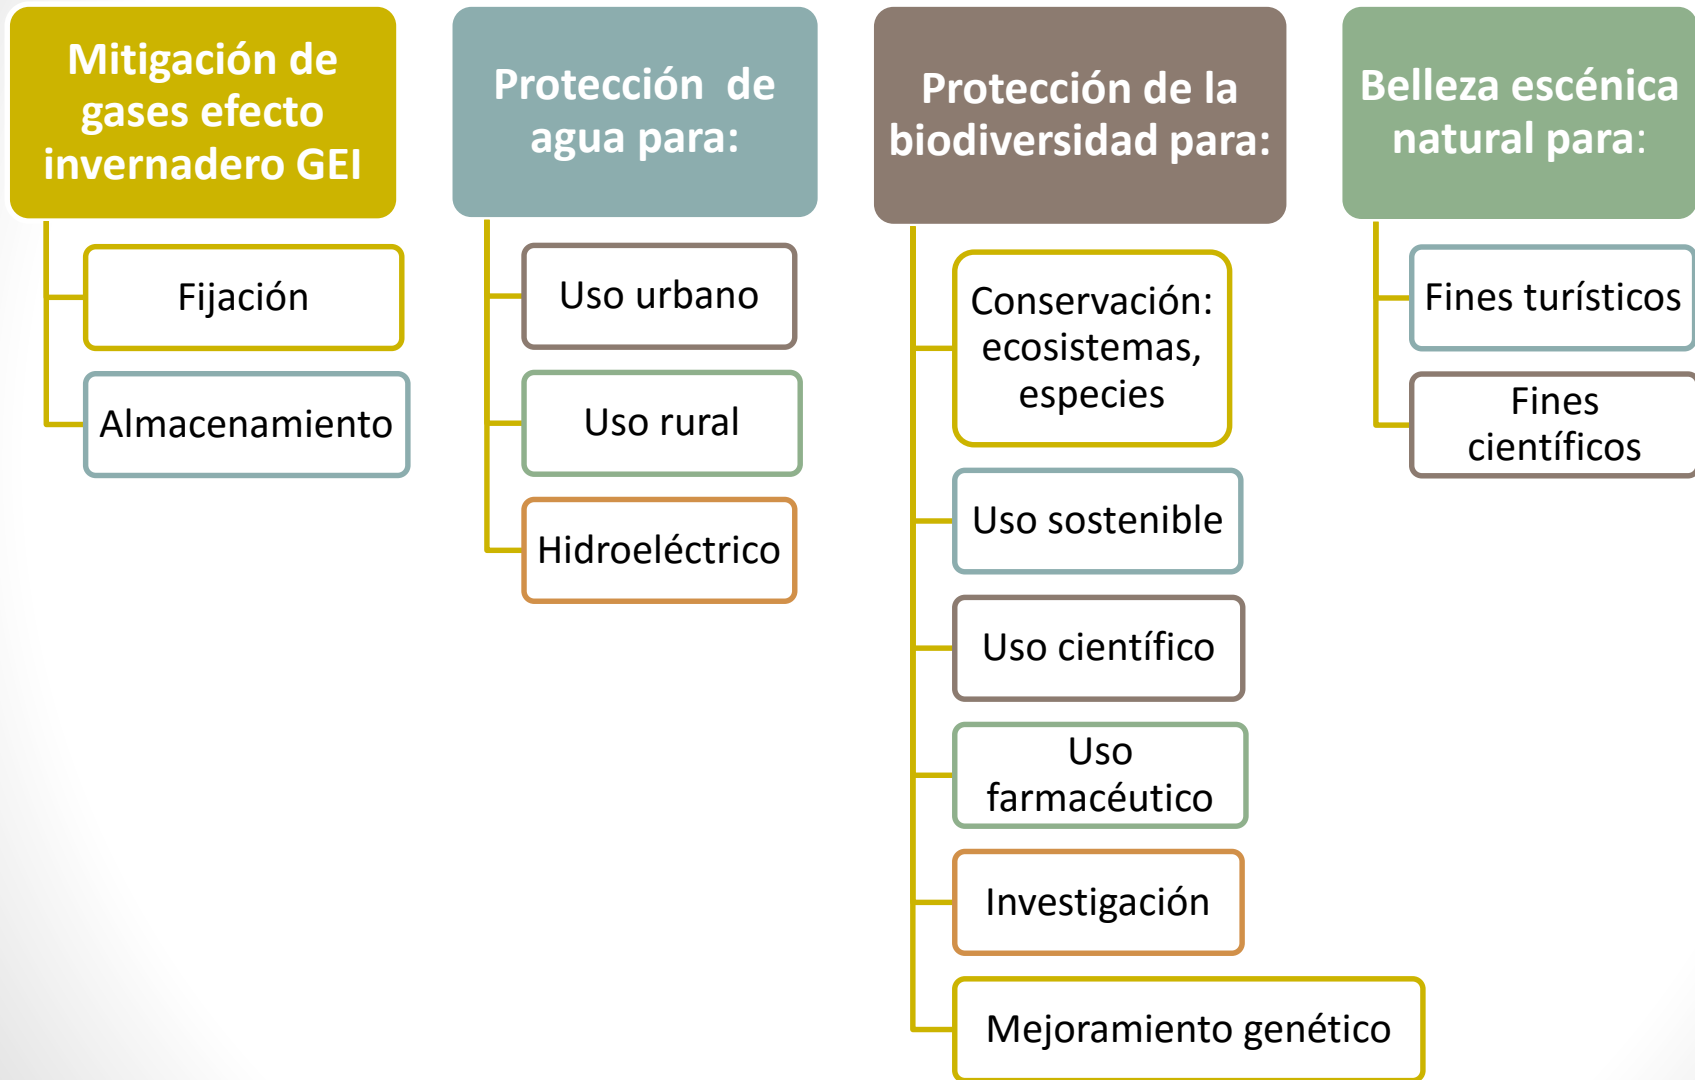 Mitigación de
gases efecto
invernadero GEI
Fijación
Almacenamiento
Protección de
agua para:
Uso urbano
Uso rural
Hidroeléctrico
Protección de la
biodiversidad para:
Conservación:
ecosistemas,
especies
Uso sostenible
Uso científico
Uso
farmacéutico
Investigación
Mejoramiento genético
Belleza escénica
natural para:
Fines turísticos
Fines
científicos